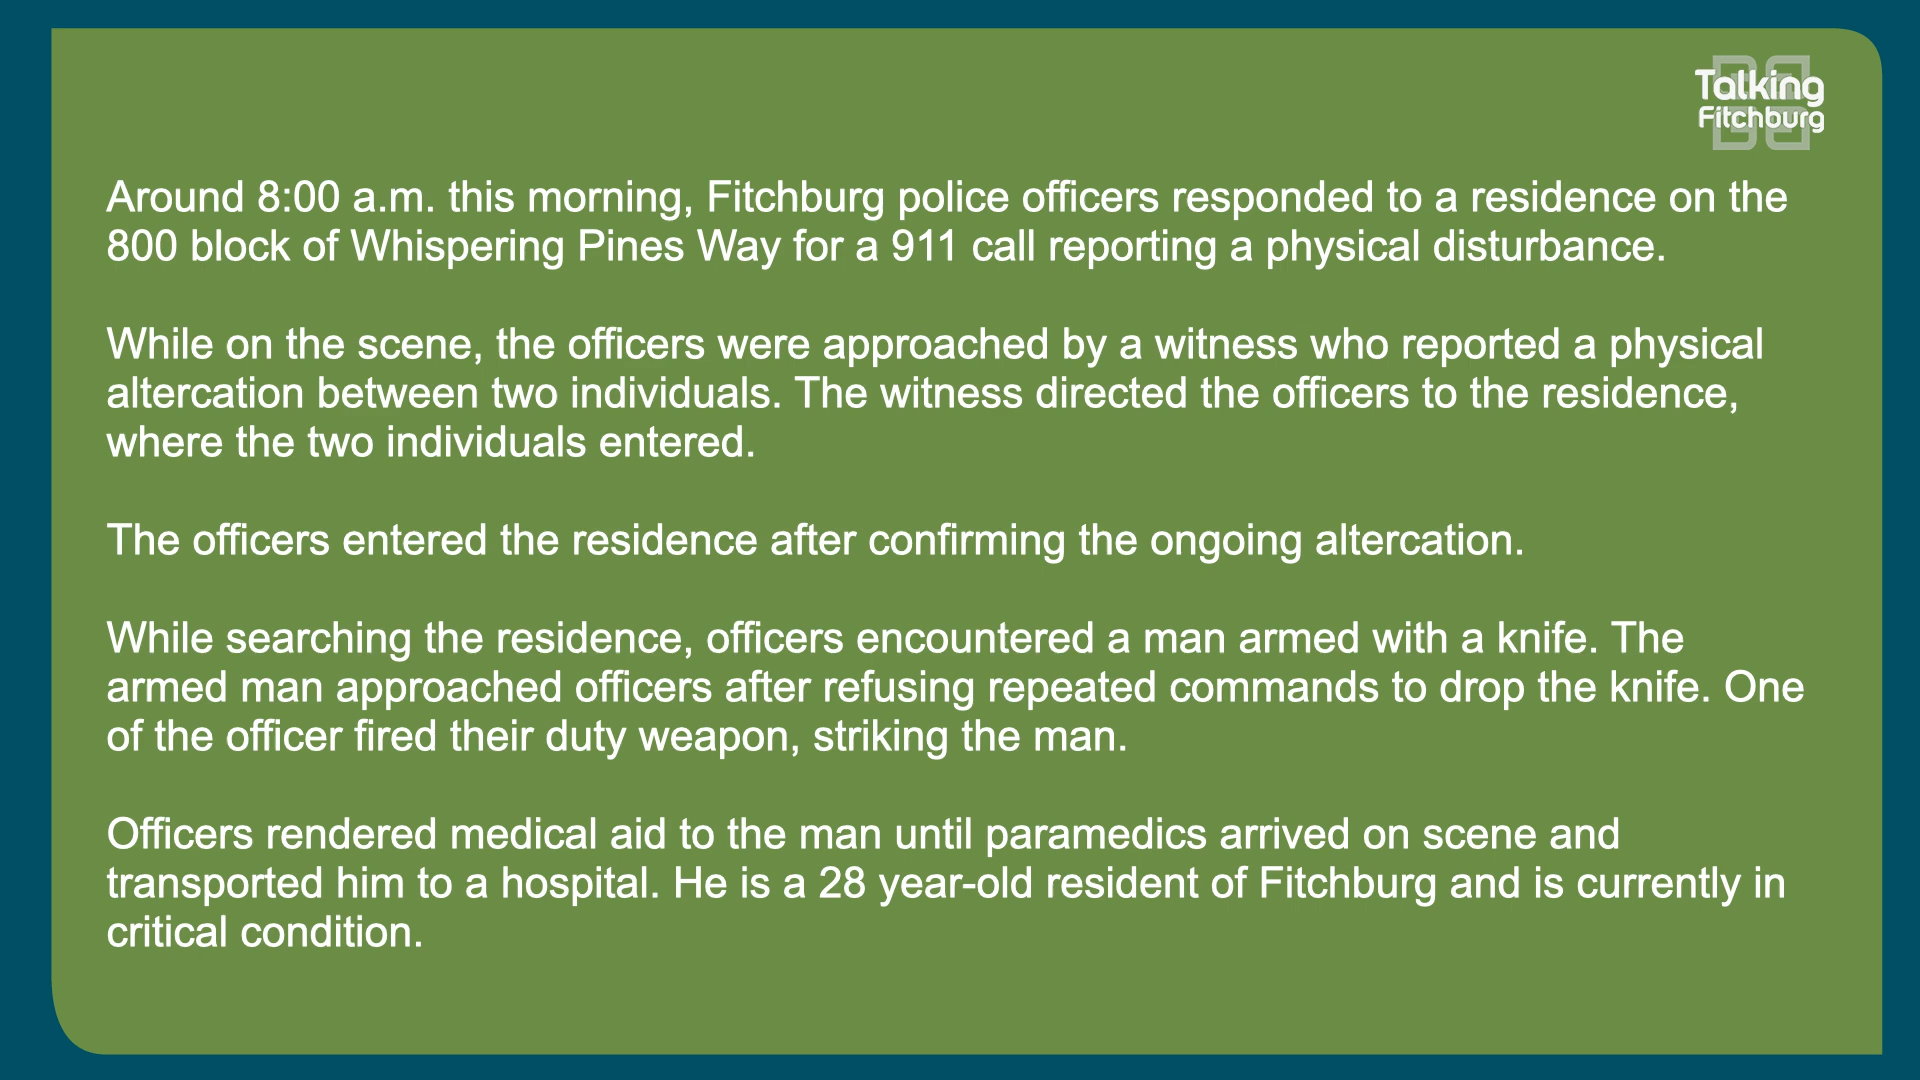 Talking
Fitchburg
Around 8:00 a.m. this morning, Fitchburg police officers responded to a residence on the
800 block of Whispering Pines Way for a 911 call reporting a physical disturbance.
While on the scene, the officers were approached by a witness who reported a physical
altercation between two individuals. The witness directed the officers to the residence,
where the two individuals entered.
The officers entered the residence after confirming the ongoing altercation.
While searching the residence, officers encountered a man armed with a knife. The
armed man approached officers after refusing repeated commands to drop the knife. One
of the officer fired their duty weapon, striking the man.
Officers rendered medical aid to the man until paramedics arrived on scene and
transported him to a hospital. He is a 28 year-old resident of Fitchburg and is currently in
critical condition.